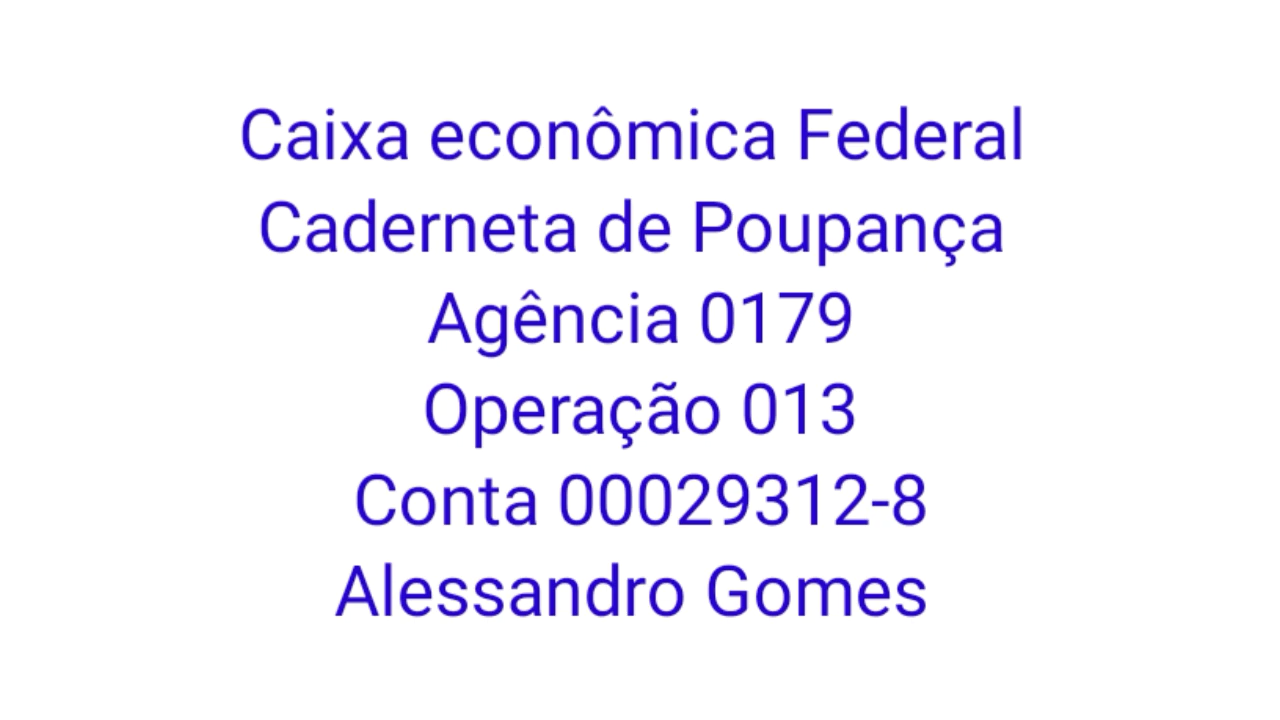 Caixa econômica Federal
Caderneta de Poupança
Agência 0179
Operação 013
Conta 00029312-8
Alessandro Gomes